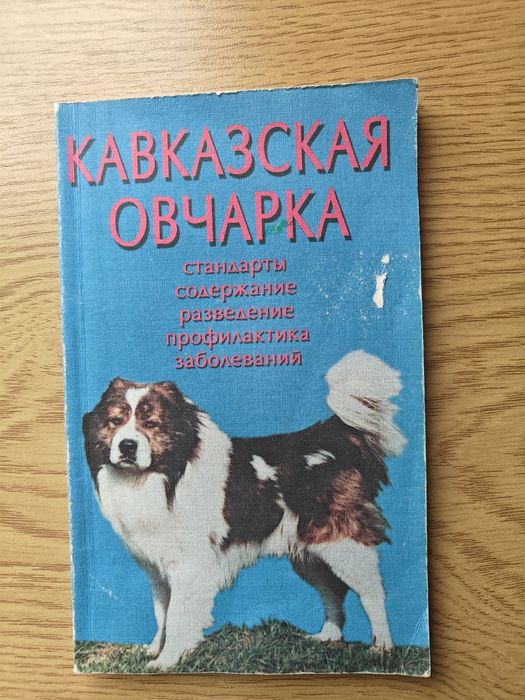 КАВКАЗСКАЯ
ОВЧАРКА
стандарты
содержание
разведение
профилактика
заболеваний